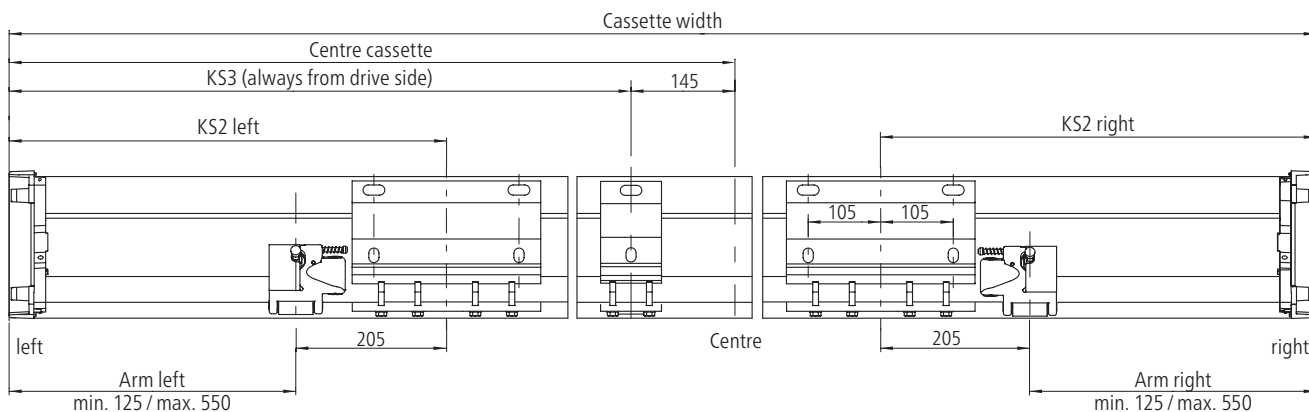 Cassette width
Centre cassette
KS3 (always from drive side)
145
KS2 left
KS2 right
105
105
left
205
Centre
205
right
Arm left
min. 125 / max. 550
Arm right
min. 125 / max. 550